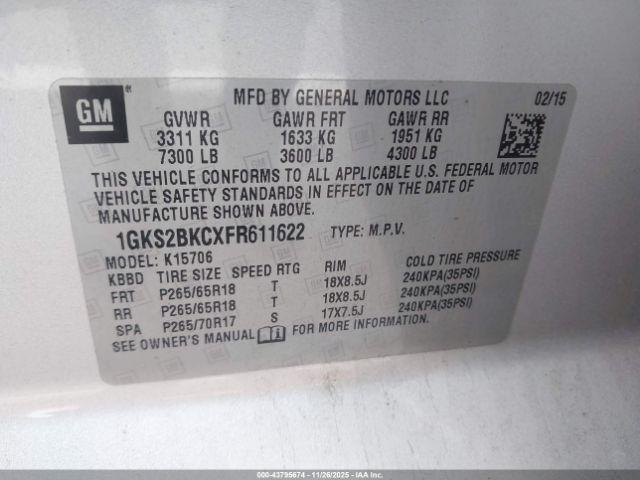 GM
MFD BY GENERAL MOTORS LLC 02/15
GVWR GAWR FRT GAWR RR
3311 KG 1633 KG 1951 KG
7300 LB 3600 LB 4300 LB
THIS VEHICLE CONFORMS TO ALL APPLICABLE U.S. FEDERAL MOTOR
VEHICLE SAFETY STANDARDS IN EFFECT ON THE DATE OF
MANUFACTURE SHOWN ABOVE.
1GKS2BKCXFR611622 TYPE: M.P.V.
MODEL: K15706
KBBD TIRE SIZE SPEED RTG RIM COLD TIRE PRESSURE
FRT P265/65R18 T 18X8.5J 240KPA(35PSI)
RR P265/65R18 T 18X8.5J 240KPA(35PSI)
SPA P265/70R17 S 17X7.5J 240KPA(35PSI)
SEE OWNER'S MANUAL FOR MORE INFORMATION.
000-43795674 - 11/26/2025 - IAAI.COM